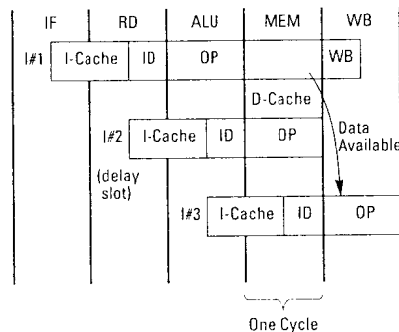 IF RD ALU MEM WB
I#1 I-Cache ID OP WB
D-Cache
I#2 I-Cache ID OP
Data
Available
(delay
slot)
I#3 I-Cache ID OP
One Cycle